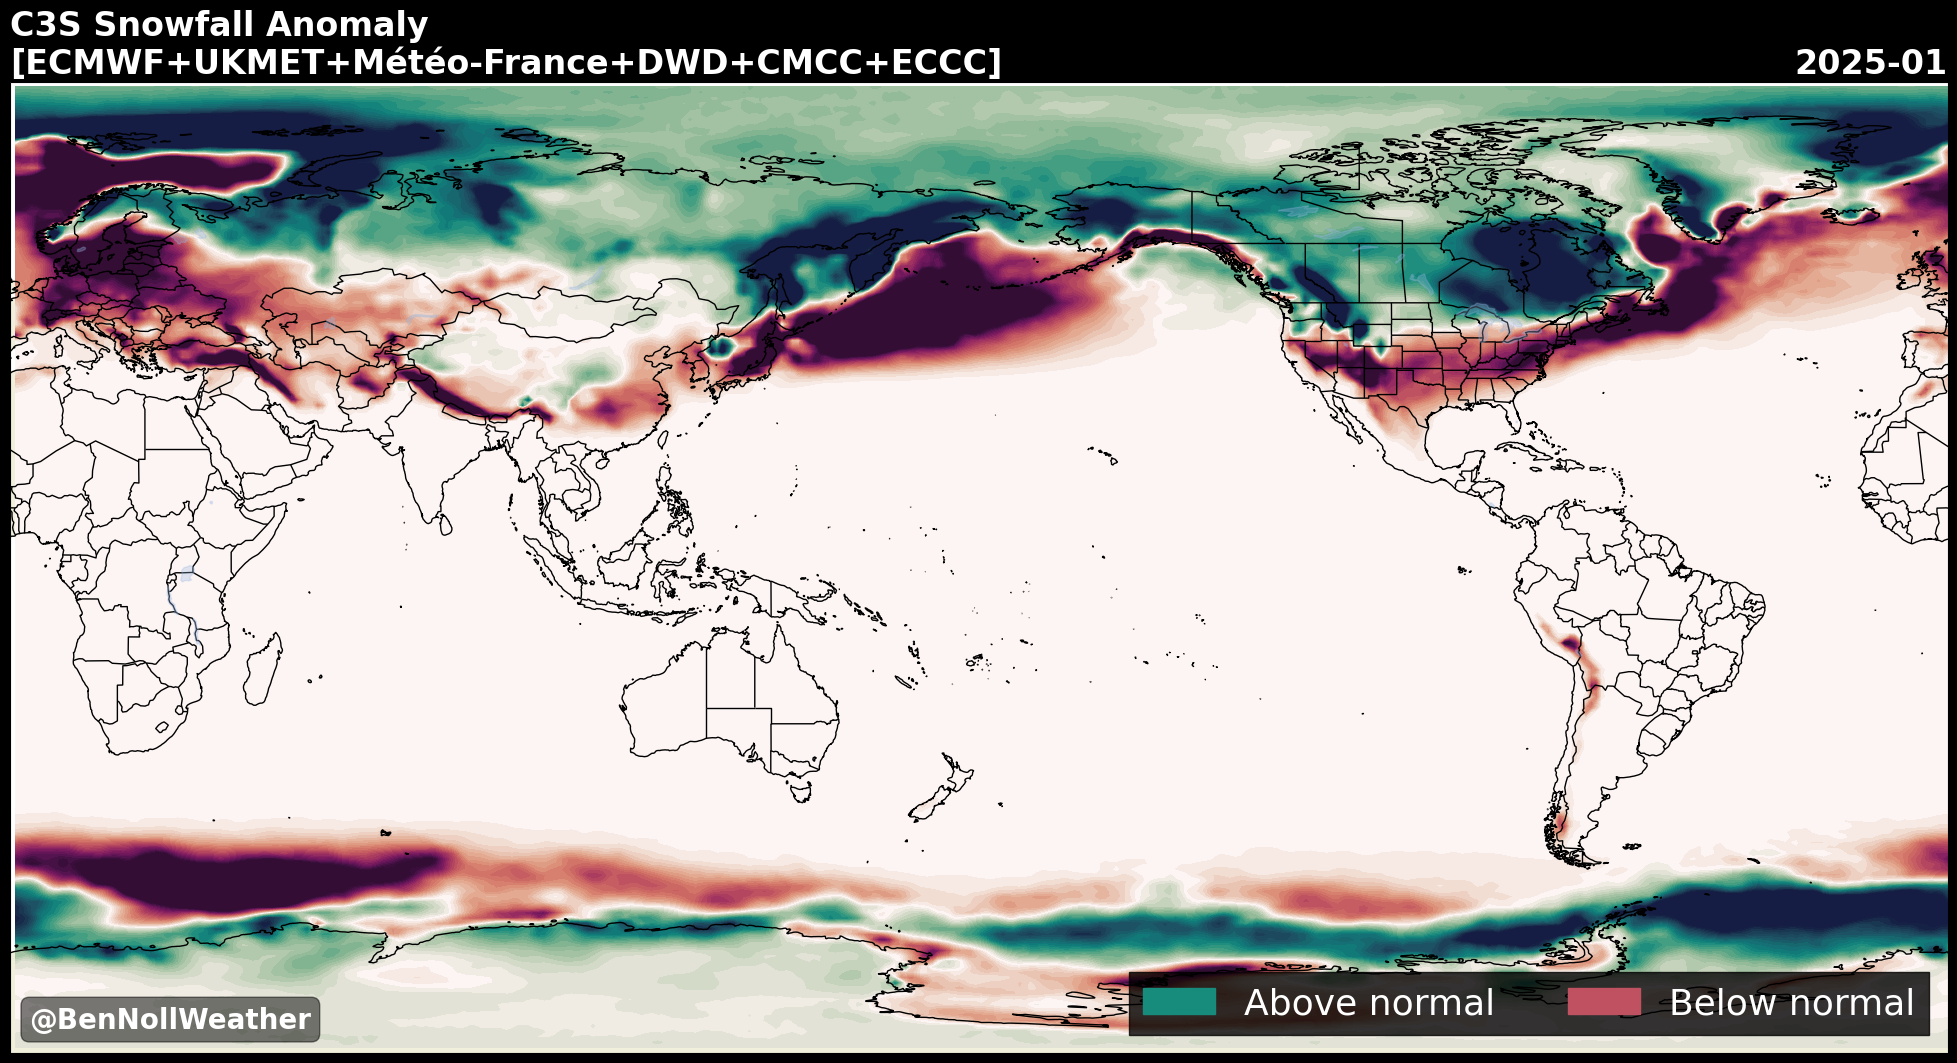 C3S Snowfall Anomaly
[ECMWF+UKMET+Météo-France+DWD+CMCC+ECCC]
2025-01
@BenNollWeather
Above normal
Below normal